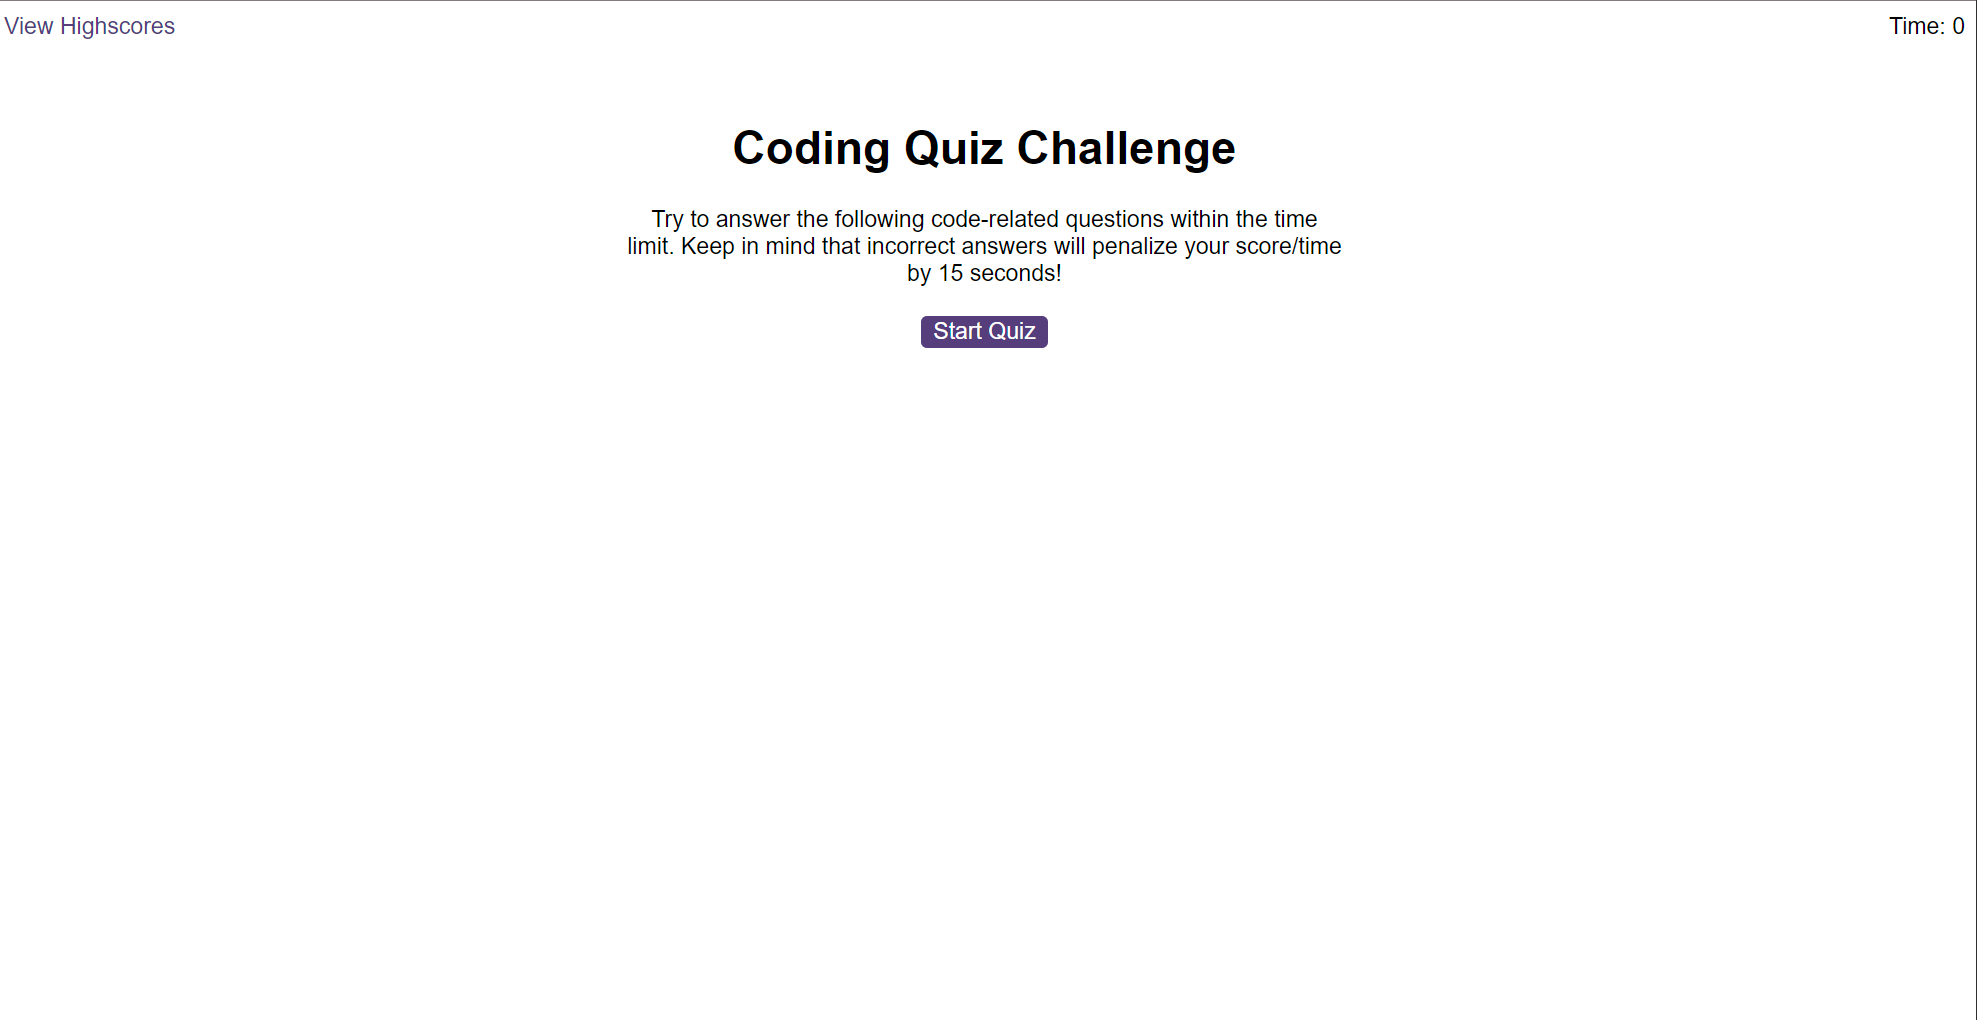 View Highscores
Time: 0
Coding Quiz Challenge
Try to answer the following code-related questions within the time
limit. Keep in mind that incorrect answers will penalize your score/time
by 15 seconds!
Start Quiz